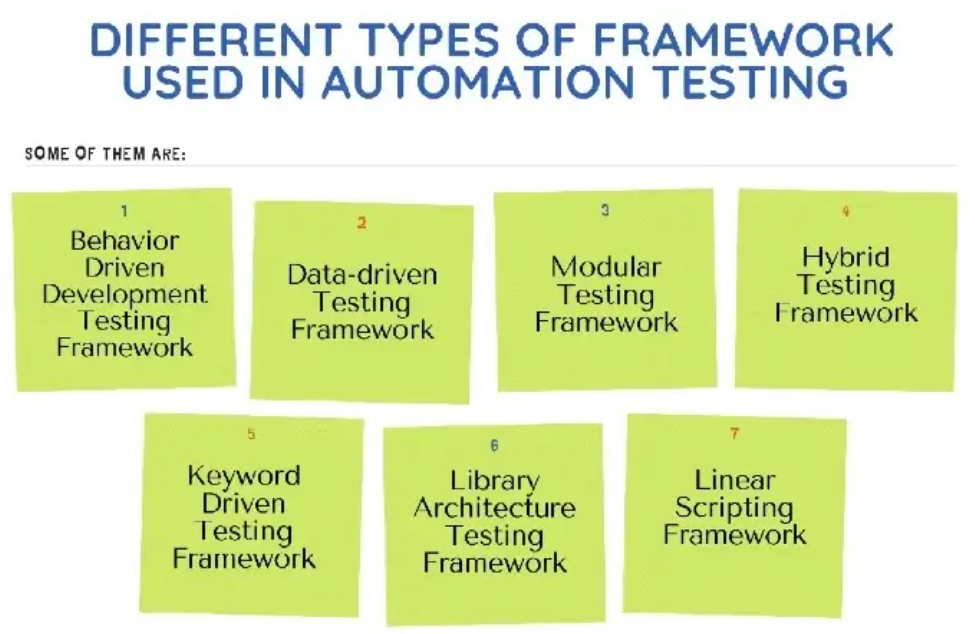 DIFFERENT TYPES OF FRAMEWORK
USED IN AUTOMATION TESTING
SOME OF THEM ARE:
1
Behavior
Driven
Development
Testing
Framework
2
Data-driven
Testing
Framework
3
Modular
Testing
Framework
4
Hybrid
Testing
Framework
5
Keyword
Driven
Testing
Framework
6
Library
Architecture
Testing
Framework
7
Linear
Scripting
Framework